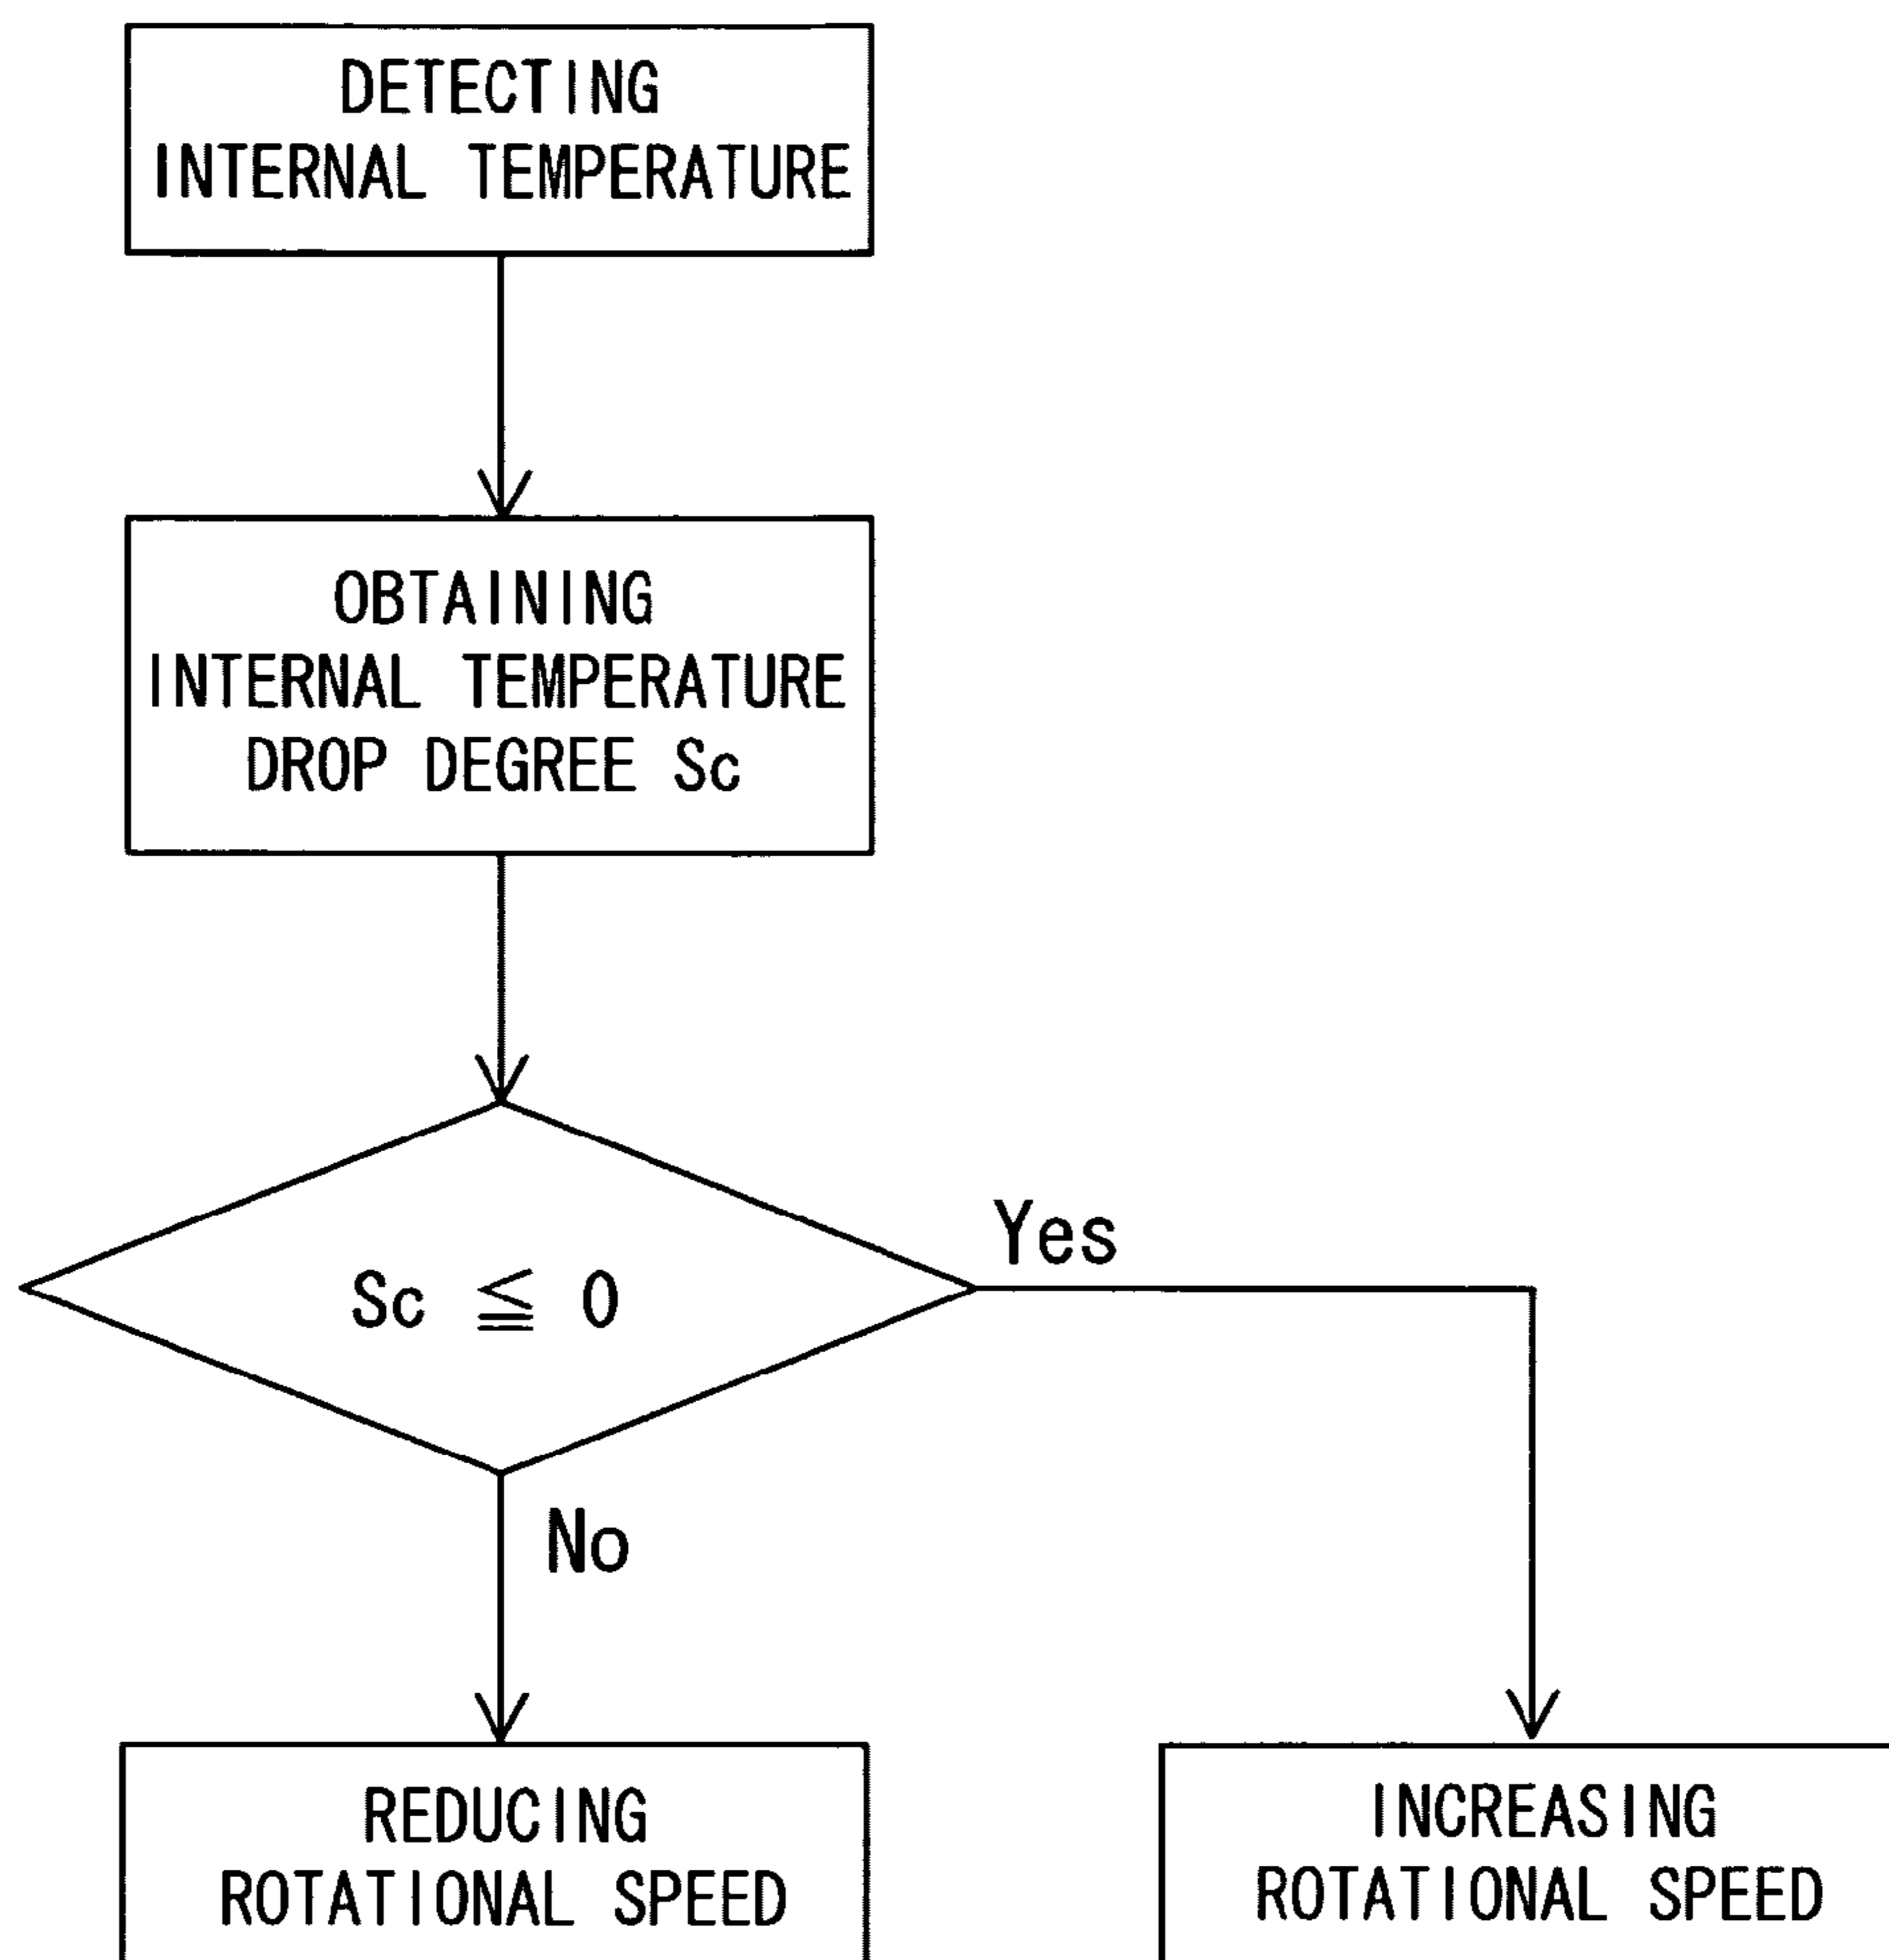 DETECTING
INTERNAL TEMPERATURE
OBTAINING
INTERNAL TEMPERATURE
DROP DEGREE Sc
Sc ≦ 0
Yes
No
REDUCING
ROTATIONAL SPEED
INCREASING
ROTATIONAL SPEED